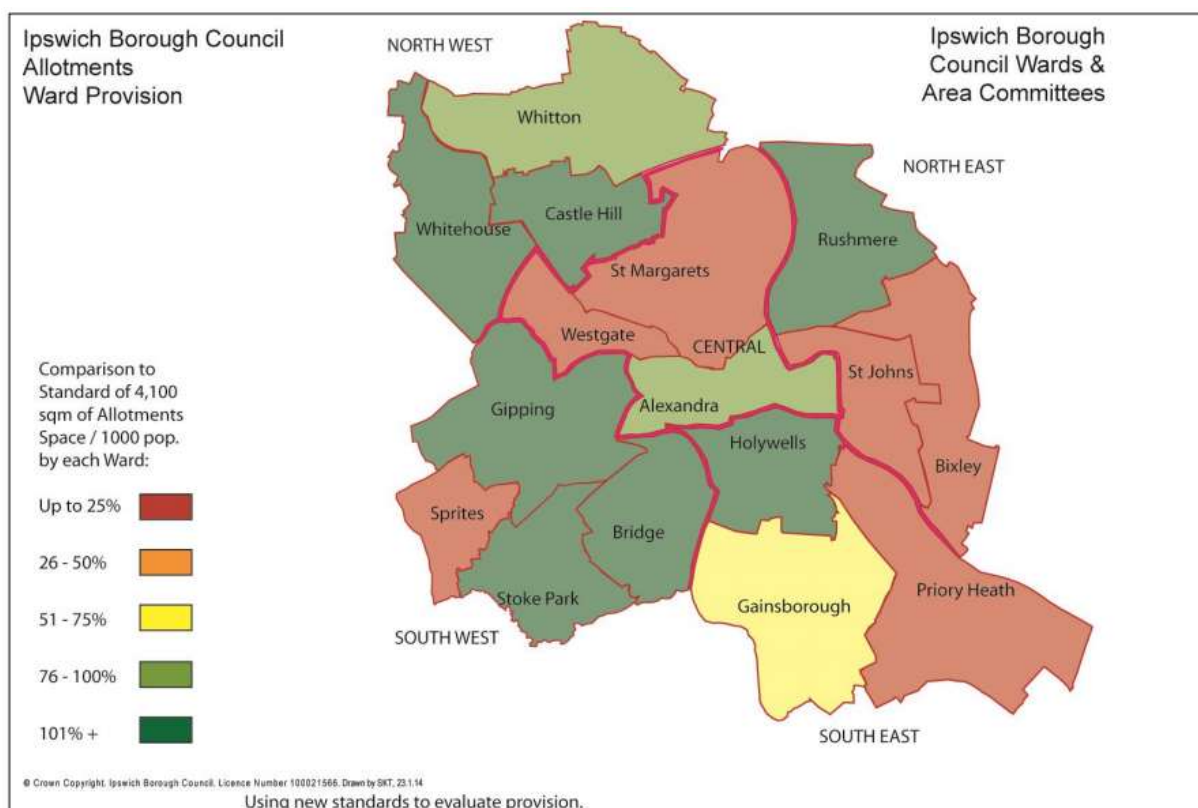 Ipswich Borough Council
Allotments
Ward Provision
Ipswich Borough
Council Wards &
Area Committees
NORTH WEST
Whitton
NORTH EAST
Castle Hill
Whitehouse
Rushmere
St Margarets
Westgate
CENTRAL
St Johns
Gipping
Alexandra
Holywells
Bixley
Sprites
Bridge
Priory Heath
Stoke Park
Gainsborough
SOUTH WEST
SOUTH EAST
Comparison to
Standard of 4,100
sqm of Allotments
Space / 1000 pop.
by each Ward:
Up to 25%
26 - 50%
51 - 75%
76 - 100%
101% +
© Crown Copyright. Ipswich Borough Council. Licence Number 100021566. Drawn by SKT, 23.1.14
Using new standards to evaluate provision.